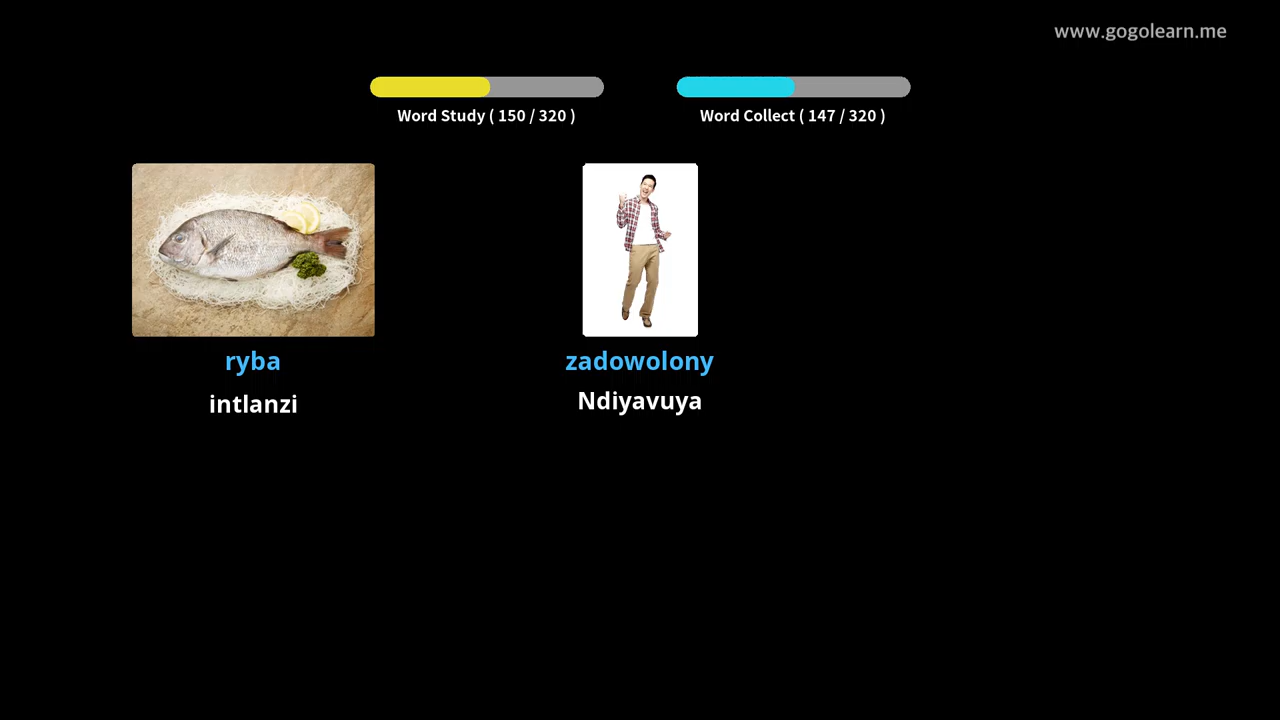 www.gogolearn.me
Word Study ( 150 / 320 )
Word Collect ( 147 / 320 )
ryba
intlanzi
zadowolony
Ndiyavuya